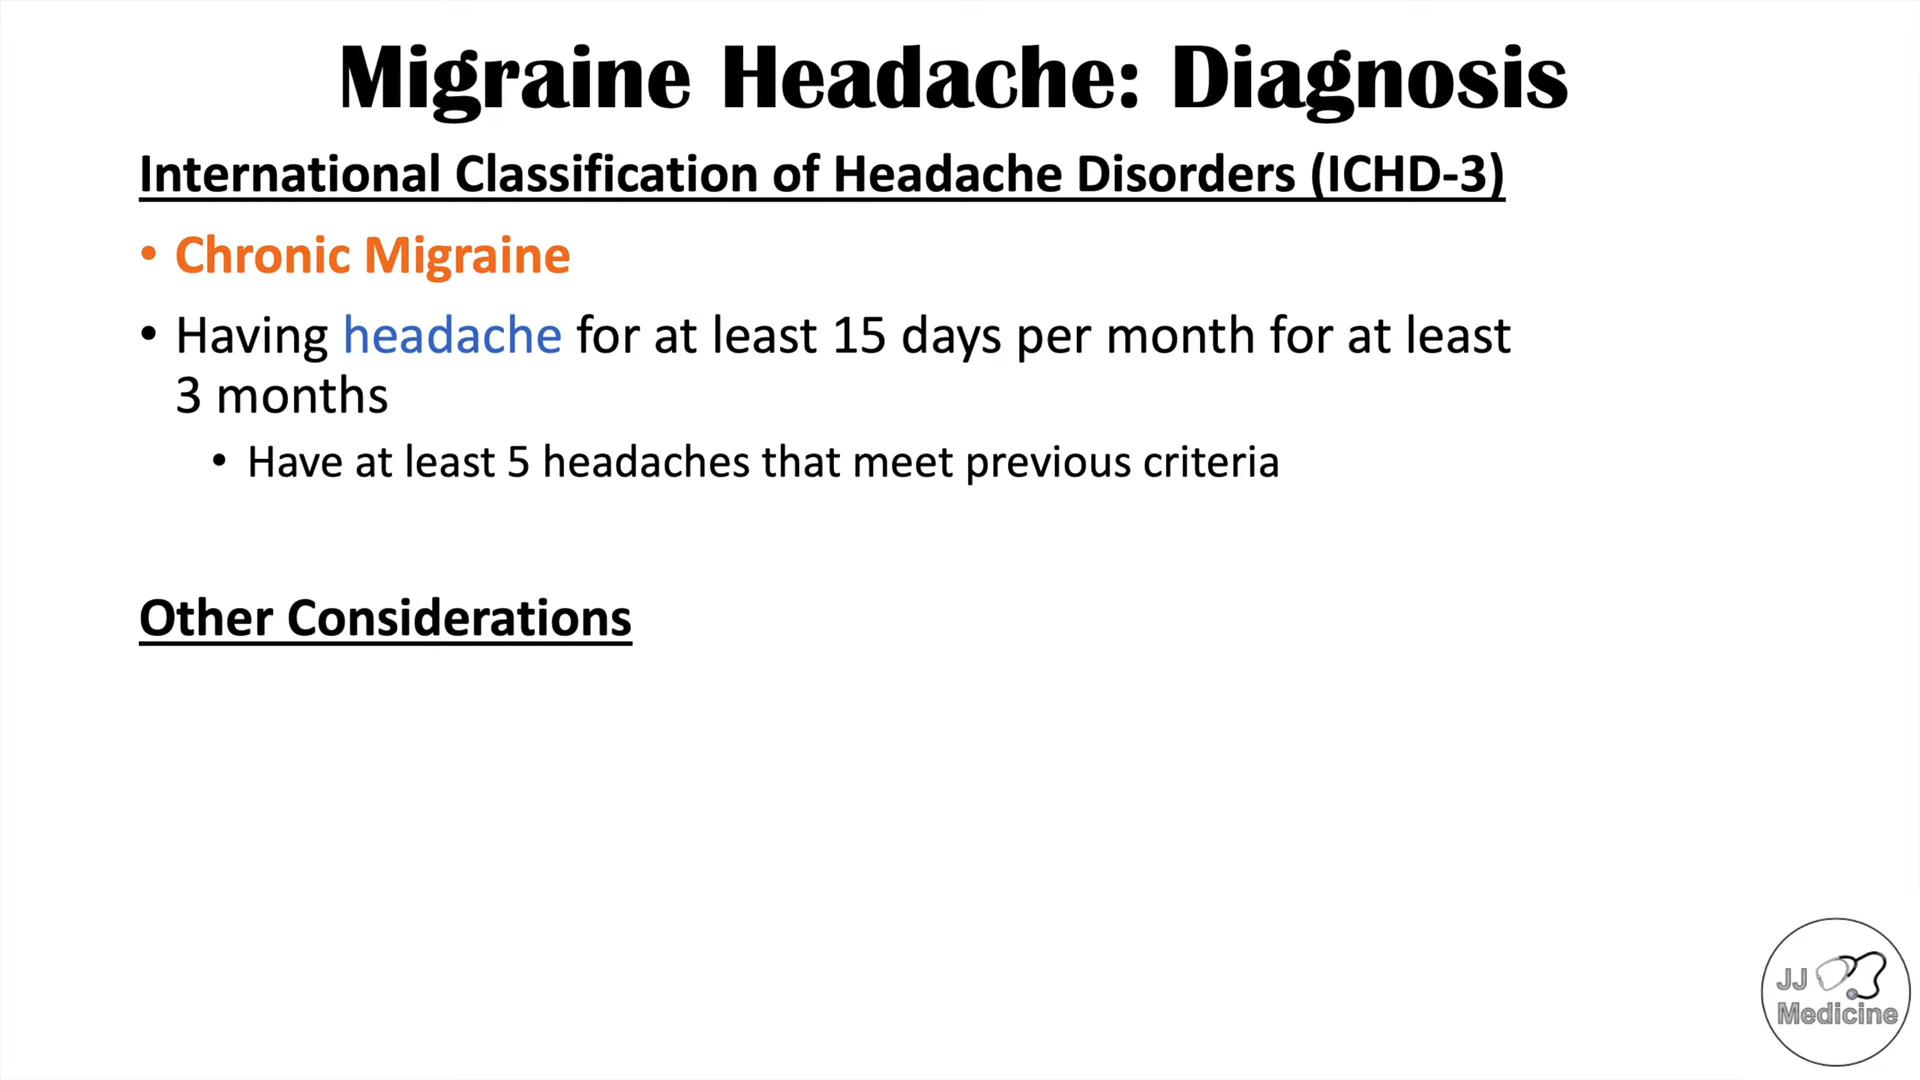 Migraine Headache: Diagnosis
International Classification of Headache Disorders (ICHD-3)
• Chronic Migraine
• Having headache for at least 15 days per month for at least
3 months
• Have at least 5 headaches that meet previous criteria
Other Considerations
JJ
Medicine